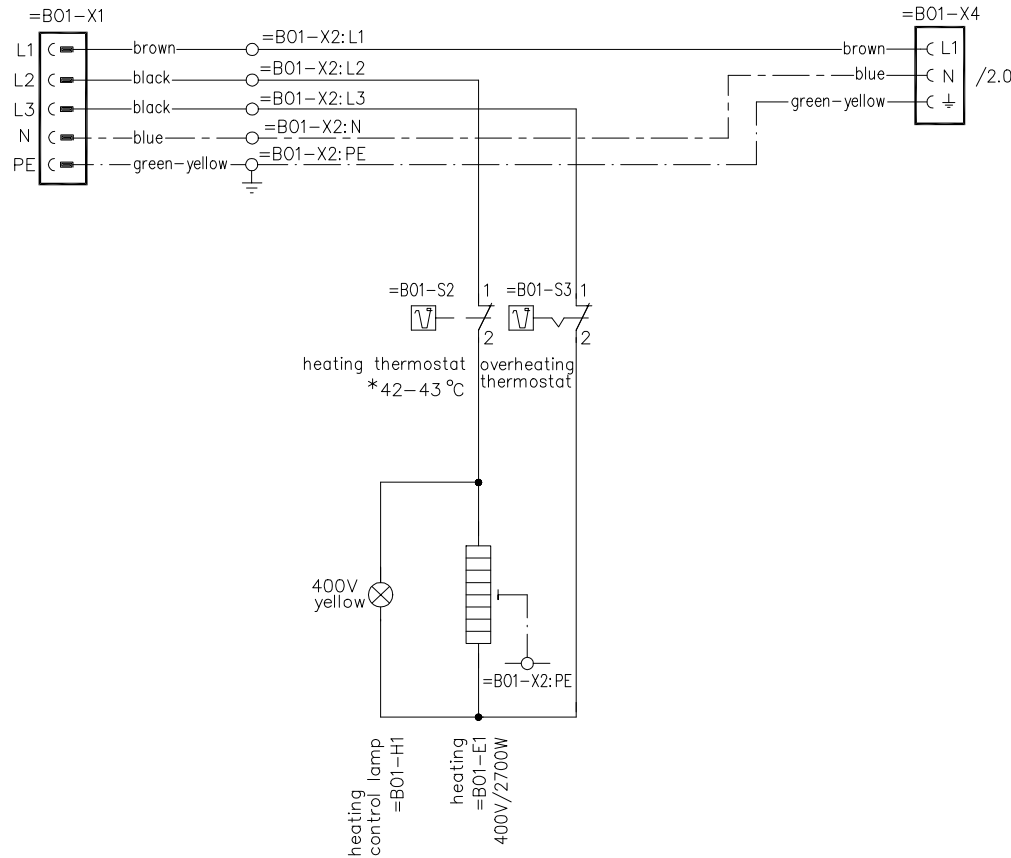 =B01-X1
=B01-X4
L1
brown
=B01-X2:L1
brown
L1
L2
black
=B01-X2:L2
blue
N
/2.0
L3
black
=B01-X2:L3
green-yellow
N
blue
=B01-X2:N
PE
green-yellow
=B01-X2:PE
=B01-S2
1
=B01-S3
1
2
2
heating thermostat
*42-43 °C
overheating
thermostat
400V
yellow
=B01-X2:PE
heating
control lamp
=B01-H1
heating
=B01-E1
400V/2700W